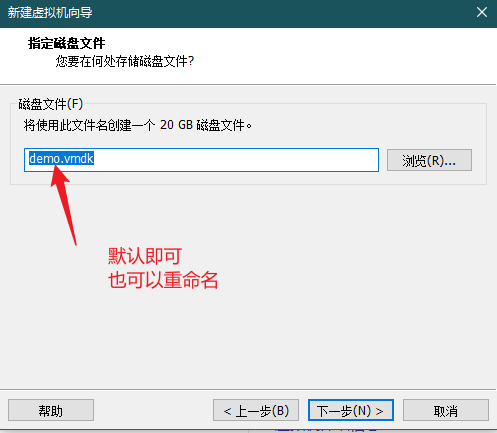 新建虚拟机向导
指定磁盘文件
您要在何处存储磁盘文件?
磁盘文件(F)
将使用此文件名创建一个 20 GB 磁盘文件。
demo.vmdk
浏览(R)...
默认即可
也可以重命名
帮助
< 上一步(B)
下一步(N) >
取消